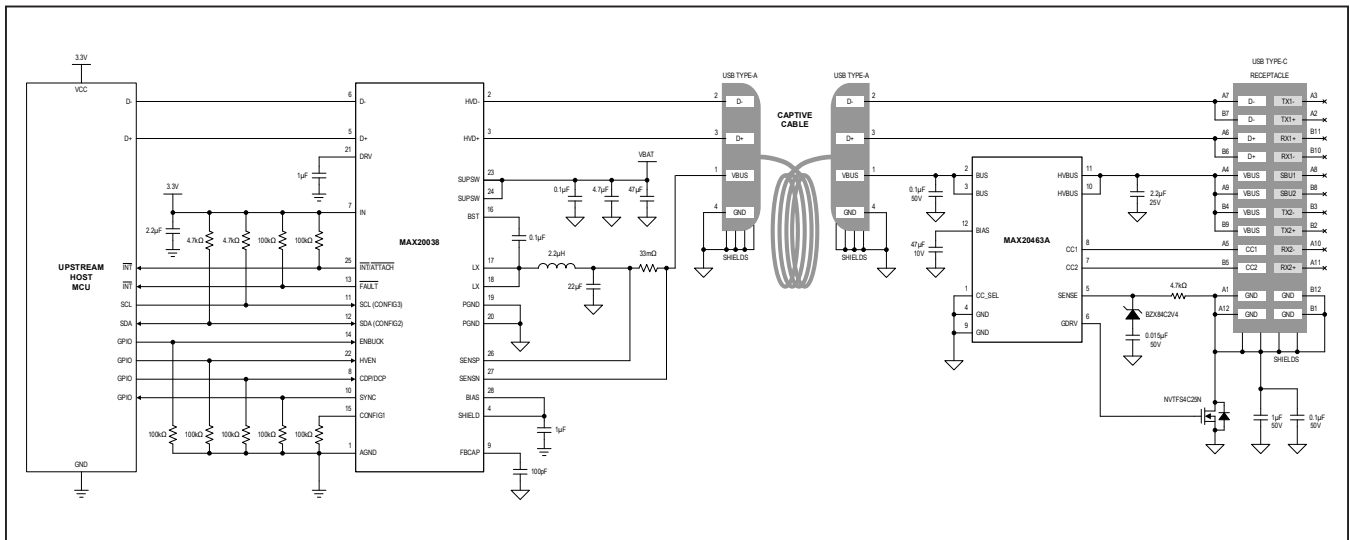 3.3V
VCC
UPSTREAM
HOST
MCU
D-
D+
INT
INT
SCL
SDA
GPIO
GPIO
GPIO
GPIO
GND
1µF
3.3V
2.2µF
4.7kΩ
4.7kΩ
100kΩ
100kΩ
100kΩ
100kΩ
100kΩ
100kΩ
100kΩ
MAX20038
6 D-
5 D+
21 DRV
7 IN
25 INT/ATTACH
13 FAULT
11 SCL (CONFIG3)
12 SDA (CONFIG2)
14 ENBUCK
22 HVEN
8 CDP/DCP
10 SYNC
15 CONFIG1
1 AGND
HVD- 2
HVD+ 3
SUPSW 23
SUPSW 24
BST 16
LX 17
LX 18
PGND 19
PGND 20
SENSP 26
SENSN 27
BIAS 28
SHIELD 4
FBCAP 9
VBAT
0.1µF
4.7µF
47µF
0.1µF
2.2µH
33mΩ
22µF
1µF
100pF
USB TYPE-A
2 D-
3 D+
1 VBUS
4 GND
SHIELDS
CAPTIVE
CABLE
USB TYPE-A
D- 2
D+ 3
VBUS 1
GND 4
SHIELDS
0.1µF
50V
47µF
10V
MAX20463A
2 BUS
3 BUS
12 BIAS
1 CC_SEL
4 GND
9 GND
HVBUS 11
HVBUS 10
CC1 8
CC2 7
SENSE 5
GDRV 6
2.2µF
25V
4.7kΩ
BZX84C2V4
0.015µF
50V
NVTFS4C25N
1µF
50V
0.1µF
50V
USB TYPE-C
RECEPTACLE
A7 D- TX1- A3
B7 D- TX1+ A2
A6 D+ RX1+ B11
B6 D+ RX1- B10
A4 VBUS SBU1 A8
A9 VBUS SBU2 B8
B4 VBUS TX2- B3
B9 VBUS TX2+ B2
A5 CC1 RX2- A10
B5 CC2 RX2+ A11
A1 GND GND B12
A12 GND GND B1
SHIELDS